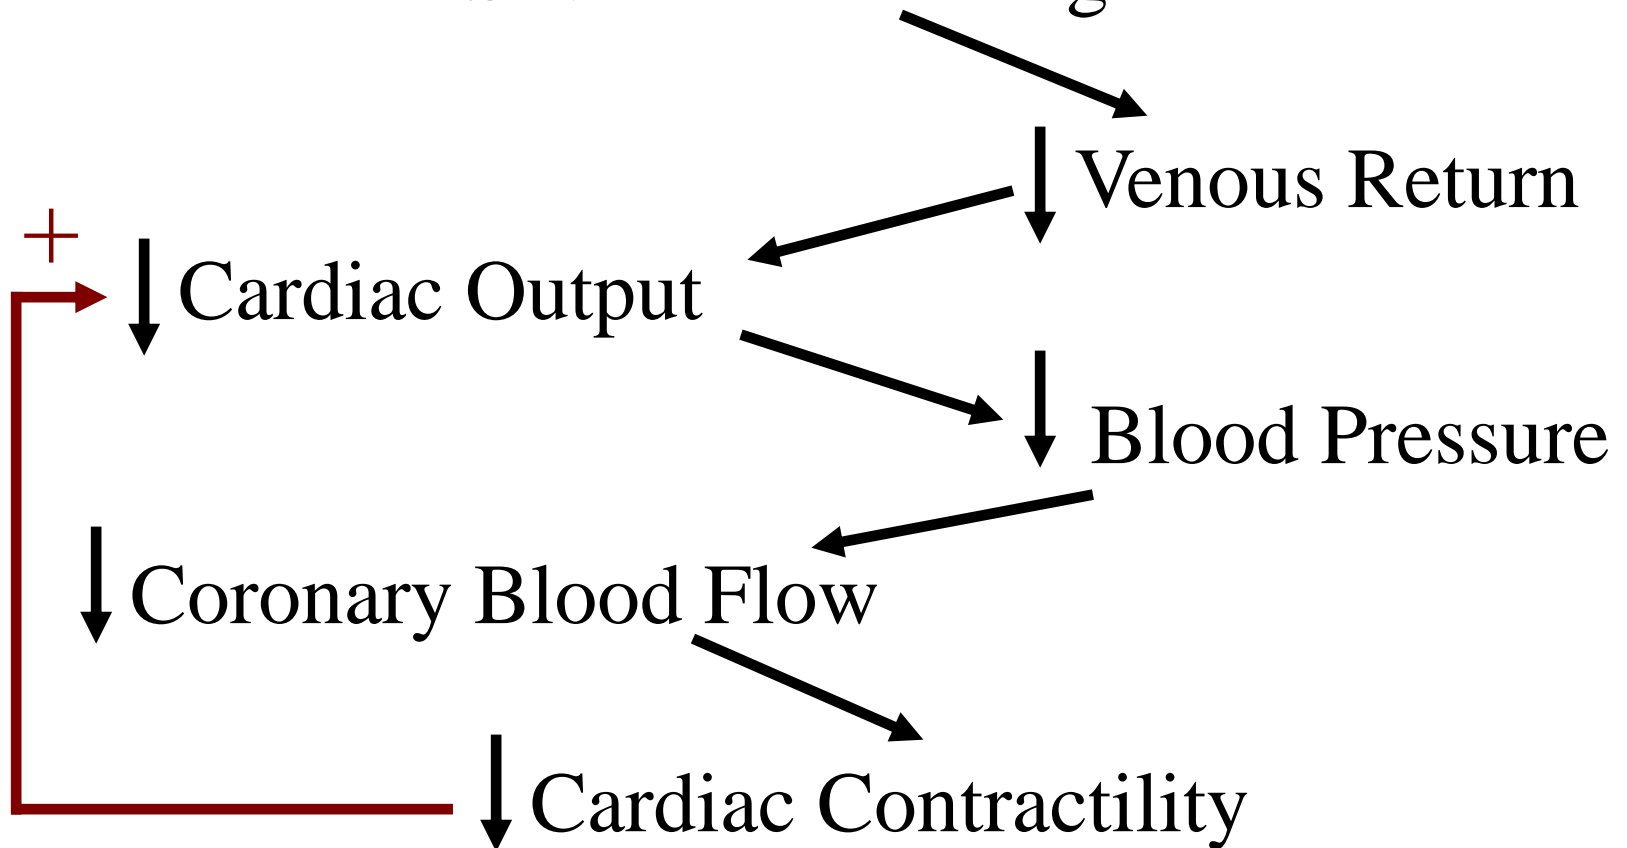 Venous Return
+
Cardiac Output
Blood Pressure
Coronary Blood Flow
Cardiac Contractility